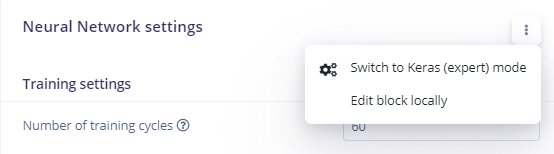 Neural Network settings
Switch to Keras (expert) mode
Training settings
Edit block locally
Number of training cycles
60